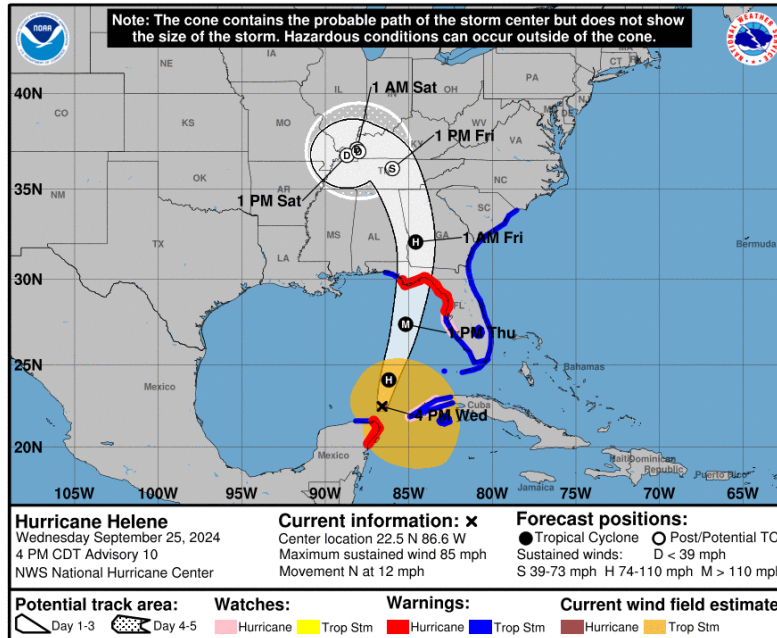 Note: The cone contains the probable path of the storm center but does not show
the size of the storm. Hazardous conditions can occur outside of the cone.
NOAA
NATIONAL WEATHER SERVICE
NE
IA
IL
IN
OH
PA
CT
RI
NJ
DE
40N
CO
KS
MO
WV
VA
KY
1 AM Sat
1 PM Fri
D
D
S
TN
NC
35N
NM
OK
AR
1 PM Sat
SC
TX
LA
MS
AL
GA
H
1 AM Fri
Bermuda
30N
FL
M
1 PM Thu
25N
Bahamas
Mexico
H
4 PM Wed
Cuba
20N
Mexico
Haiti
Dominican
Republic
Puerto Rico
Jamaica
105W
100W
95W
90W
85W
80W
75W
70W
65W
Hurricane Helene
Wednesday September 25, 2024
4 PM CDT Advisory 10
NWS National Hurricane Center
Current information: ×
Center location 22.5 N 86.6 W
Maximum sustained wind 85 mph
Movement N at 12 mph
Forecast positions:
Tropical Cyclone Post/Potential TC
Sustained winds: D < 39 mph
S 39-73 mph H 74-110 mph M > 110 mph
Potential track area:
Day 1-3 Day 4-5
Watches:
Hurricane Trop Stm
Warnings:
Hurricane Trop Stm
Current wind field estimate
Hurricane Trop Stm